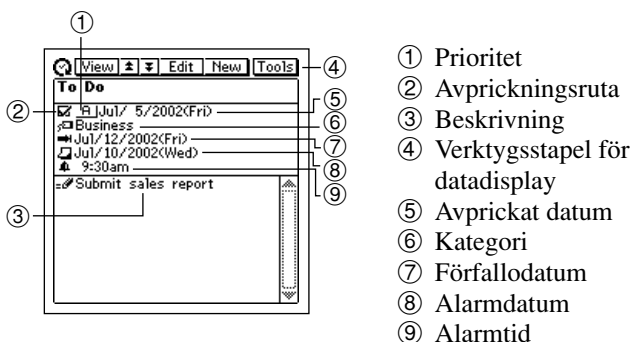 ①
View Edit New Tools ④
To Do
② A Jul/ 5/2002(Fri) ⑤
Business ⑥
Jul/12/2002(Fri) ⑦
Jul/10/2002(Wed) ⑧
9:30am ⑨
③ Submit sales report
① Prioritet
② Avprickningsruta
③ Beskrivning
④ Verktygsstapel för
datadisplay
⑤ Avprickat datum
⑥ Kategori
⑦ Förfallodatum
⑧ Alarmdatum
⑨ Alarmtid